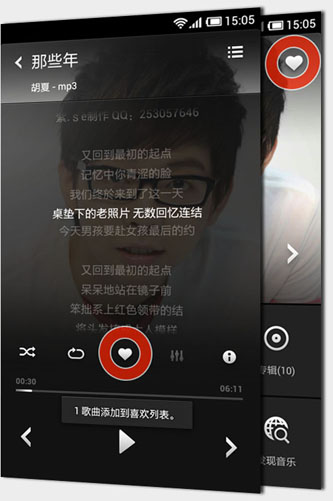 15:05
那些年
胡夏 - mp3
制作 QQ：253057646
又回到最初的起点
记忆中你青涩的脸
我们终於来到了这一天
桌垫下的老照片 无数回忆连结
今天男孩要赴女孩最后的约
又回到最初的起点
呆呆地站在镜子前
笨拙系上红色领带的结
将头发梳成大人模样
00:30
06:11
1 歌曲添加到喜欢列表。
15:05
专辑(10)
发现音乐